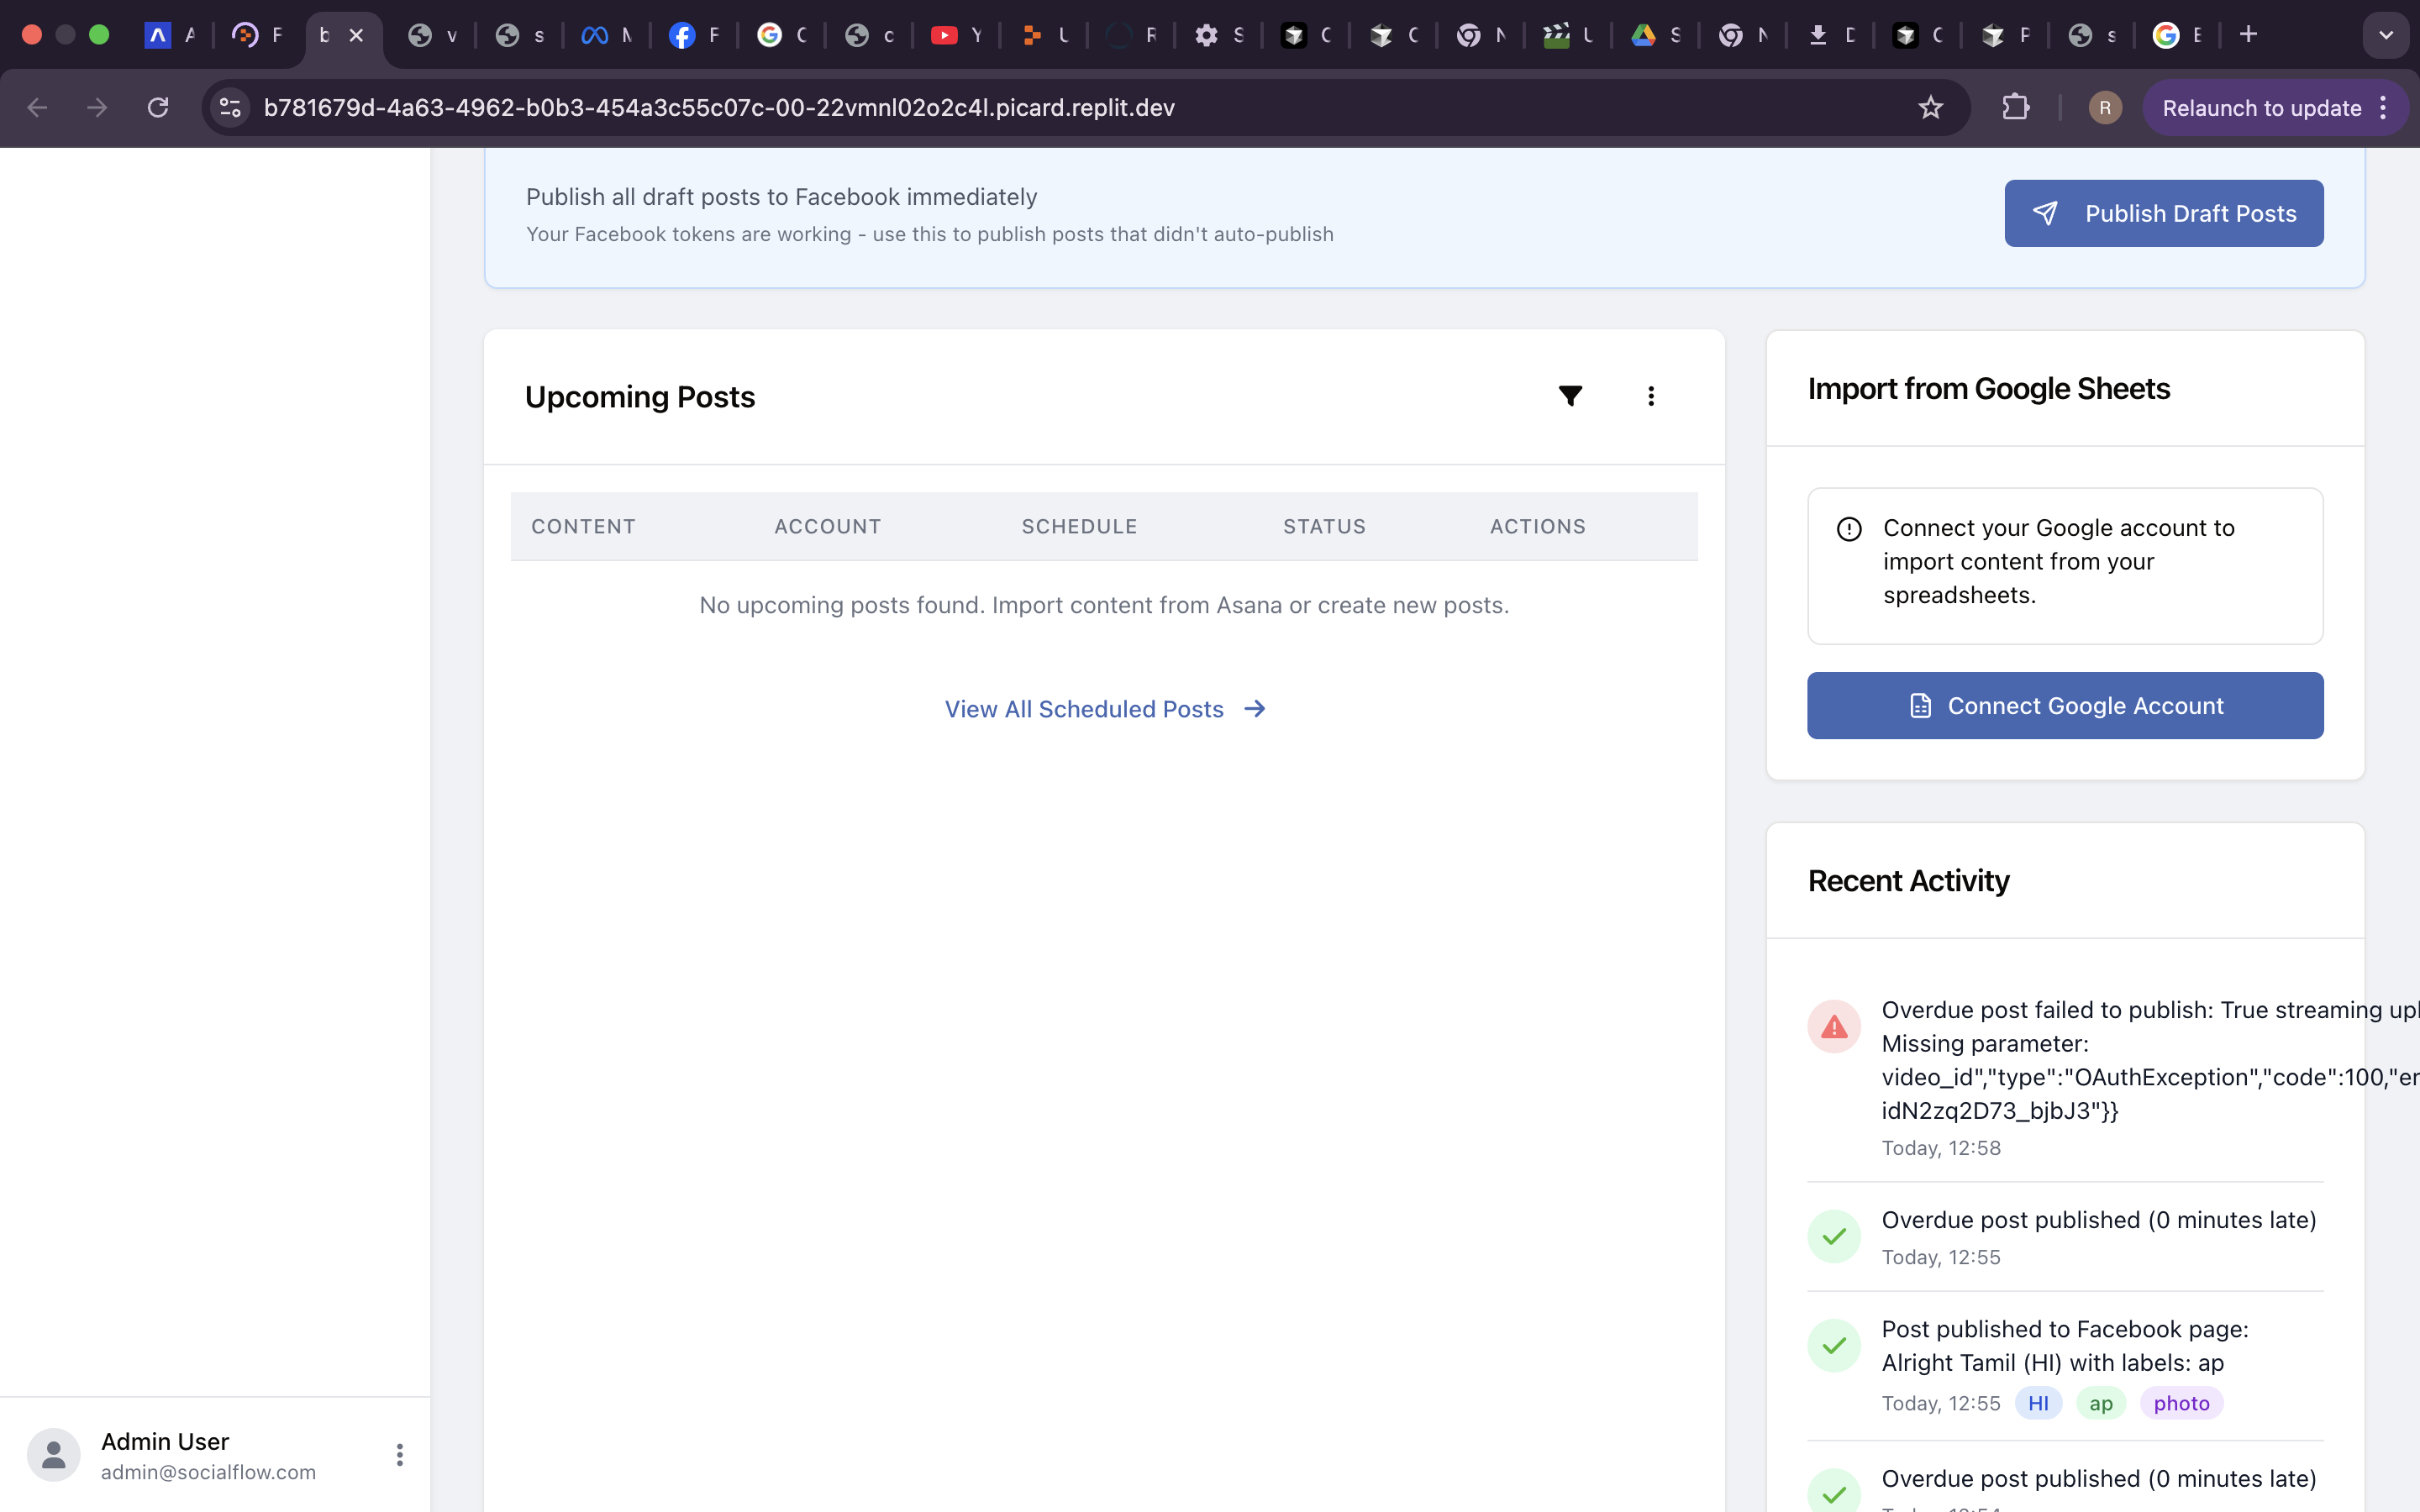 A
F
b
v
s
M
F
C
c
Y
U
R
S
C
C
N
U
S
N
D
C
P
s
E
b781679d-4a63-4962-b0b3-454a3c55c07c-00-22vmnl02o2c4l.picard.replit.dev
R
Relaunch to update
Publish all draft posts to Facebook immediately
Your Facebook tokens are working - use this to publish posts that didn't auto-publish
Publish Draft Posts
Upcoming Posts
CONTENT ACCOUNT SCHEDULE STATUS ACTIONS
No upcoming posts found. Import content from Asana or create new posts.
View All Scheduled Posts
Import from Google Sheets
Connect your Google account to
import content from your
spreadsheets.
Connect Google Account
Recent Activity
Overdue post failed to publish: True streaming upl
Missing parameter:
video_id","type":"OAuthException","code":100,"er
idN2zq2D73_bjbJ3"}}
Today, 12:58
Overdue post published (0 minutes late)
Today, 12:55
Post published to Facebook page:
Alright Tamil (HI) with labels: ap
Today, 12:55 HI ap photo
Overdue post published (0 minutes late)
Admin User
admin@socialflow.com